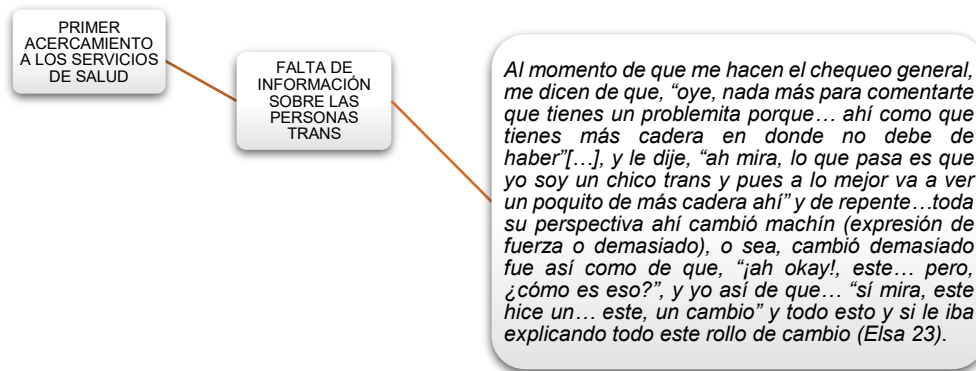 PRIMER
ACERCAMIENTO
A LOS SERVICIOS
DE SALUD
FALTA DE
INFORMACIÓN
SOBRE LAS
PERSONAS
TRANS
Al momento de que me hacen el chequeo general,
me dicen de que, “oye, nada más para comentarte
que tienes un problemita porque… ahí como que
tienes más cadera en donde no debe de
haber”[…], y le dije, “ah mira, lo que pasa es que
yo soy un chico trans y pues a lo mejor va a ver
un poquito de más cadera ahí” y de repente…toda
su perspectiva ahí cambió machín (expresión de
fuerza o demasiado), o sea, cambió demasiado
fue así como de que, “¡ah okay!, este… pero,
¿cómo es eso?”, y yo así de que… “sí mira, este
hice un… este, un cambio” y todo esto y si le iba
explicando todo este rollo de cambio (Elsa 23).